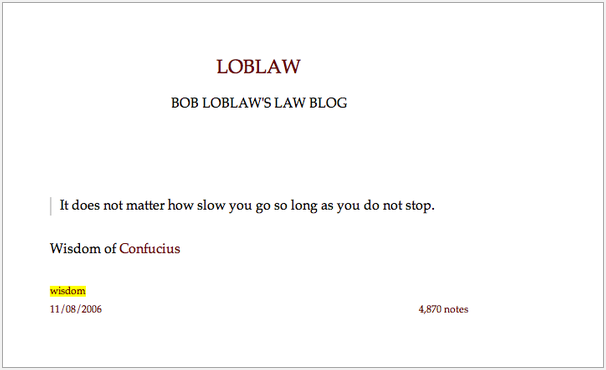 LOBLAW
BOB LOBLAW'S LAW BLOG
It does not matter how slow you go so long as you do not stop.
Wisdom of Confucius
wisdom
11/08/2006 4,870 notes